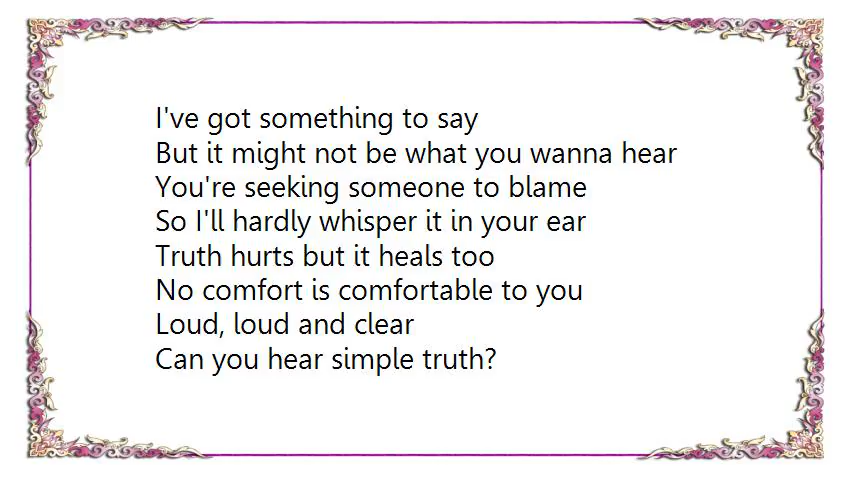 I've got something to say
But it might not be what you wanna hear
You're seeking someone to blame
So I'll hardly whisper it in your ear
Truth hurts but it heals too
No comfort is comfortable to you
Loud, loud and clear
Can you hear simple truth?